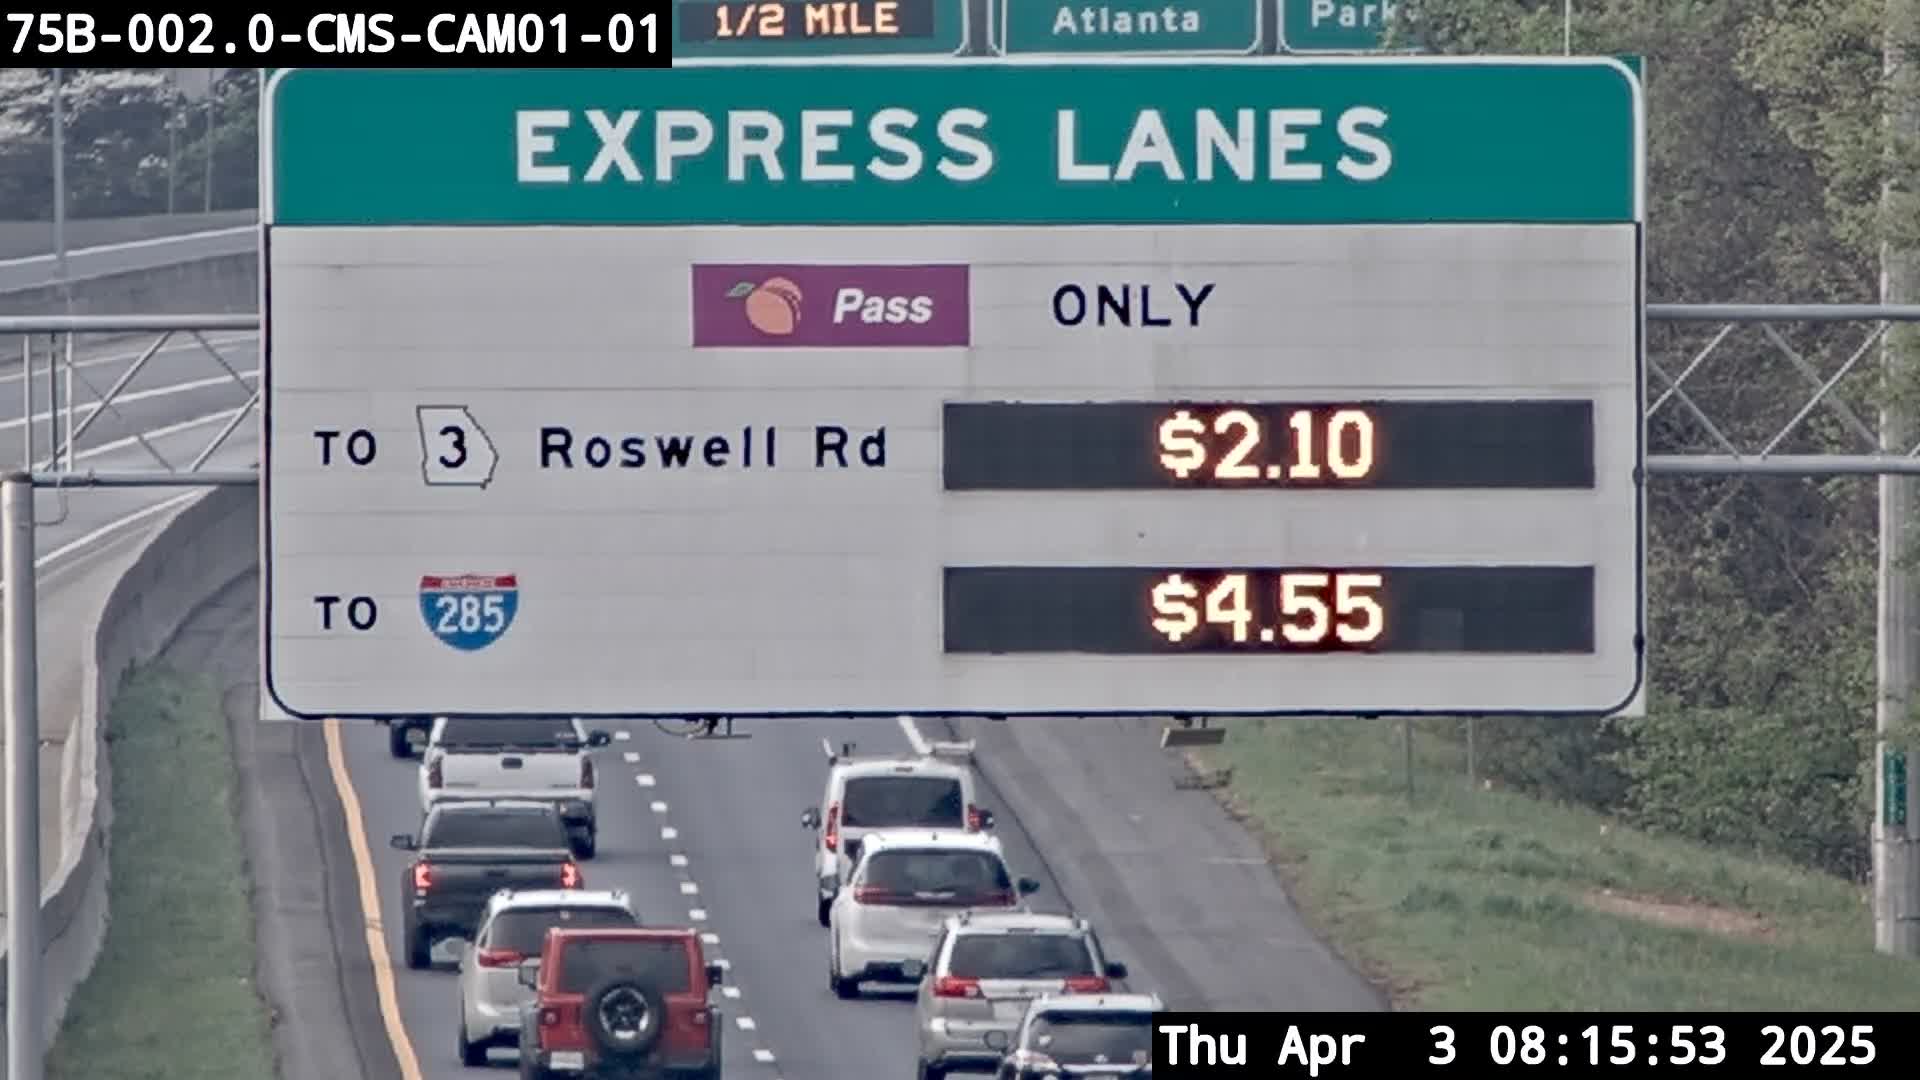 75B-002.0-CMS-CAM01-01
1/2 MILE
Atlanta
Park
EXPRESS LANES
Pass ONLY
TO 3 Roswell Rd $2.10
TO 285 $4.55
Thu Apr 3 08:15:53 2025